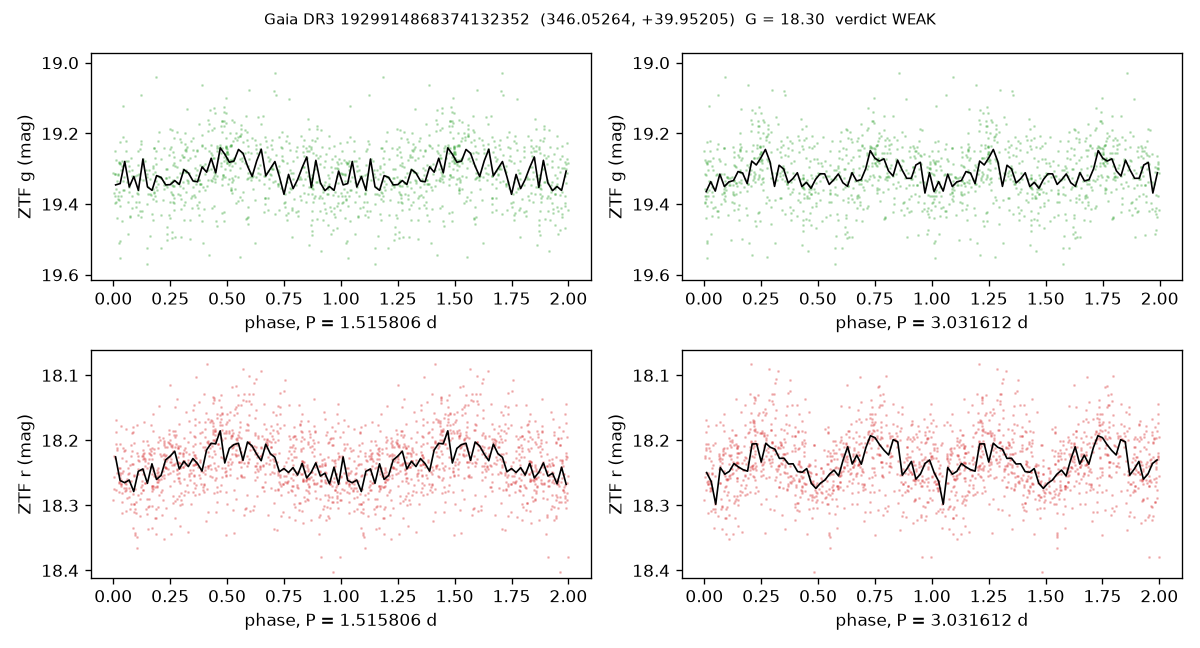 Gaia DR3 1929914868374132352  (346.05264, +39.95205)  G = 18.30  verdict WEAK
ZTF g (mag)
19.0
19.2
19.4
19.6
0.00 0.25 0.50 0.75 1.00 1.25 1.50 1.75 2.00
phase, P = 1.515806 d
ZTF g (mag)
19.0
19.2
19.4
19.6
0.00 0.25 0.50 0.75 1.00 1.25 1.50 1.75 2.00
phase, P = 3.031612 d
ZTF r (mag)
18.1
18.2
18.3
18.4
0.00 0.25 0.50 0.75 1.00 1.25 1.50 1.75 2.00
phase, P = 1.515806 d
ZTF r (mag)
18.1
18.2
18.3
18.4
0.00 0.25 0.50 0.75 1.00 1.25 1.50 1.75 2.00
phase, P = 3.031612 d